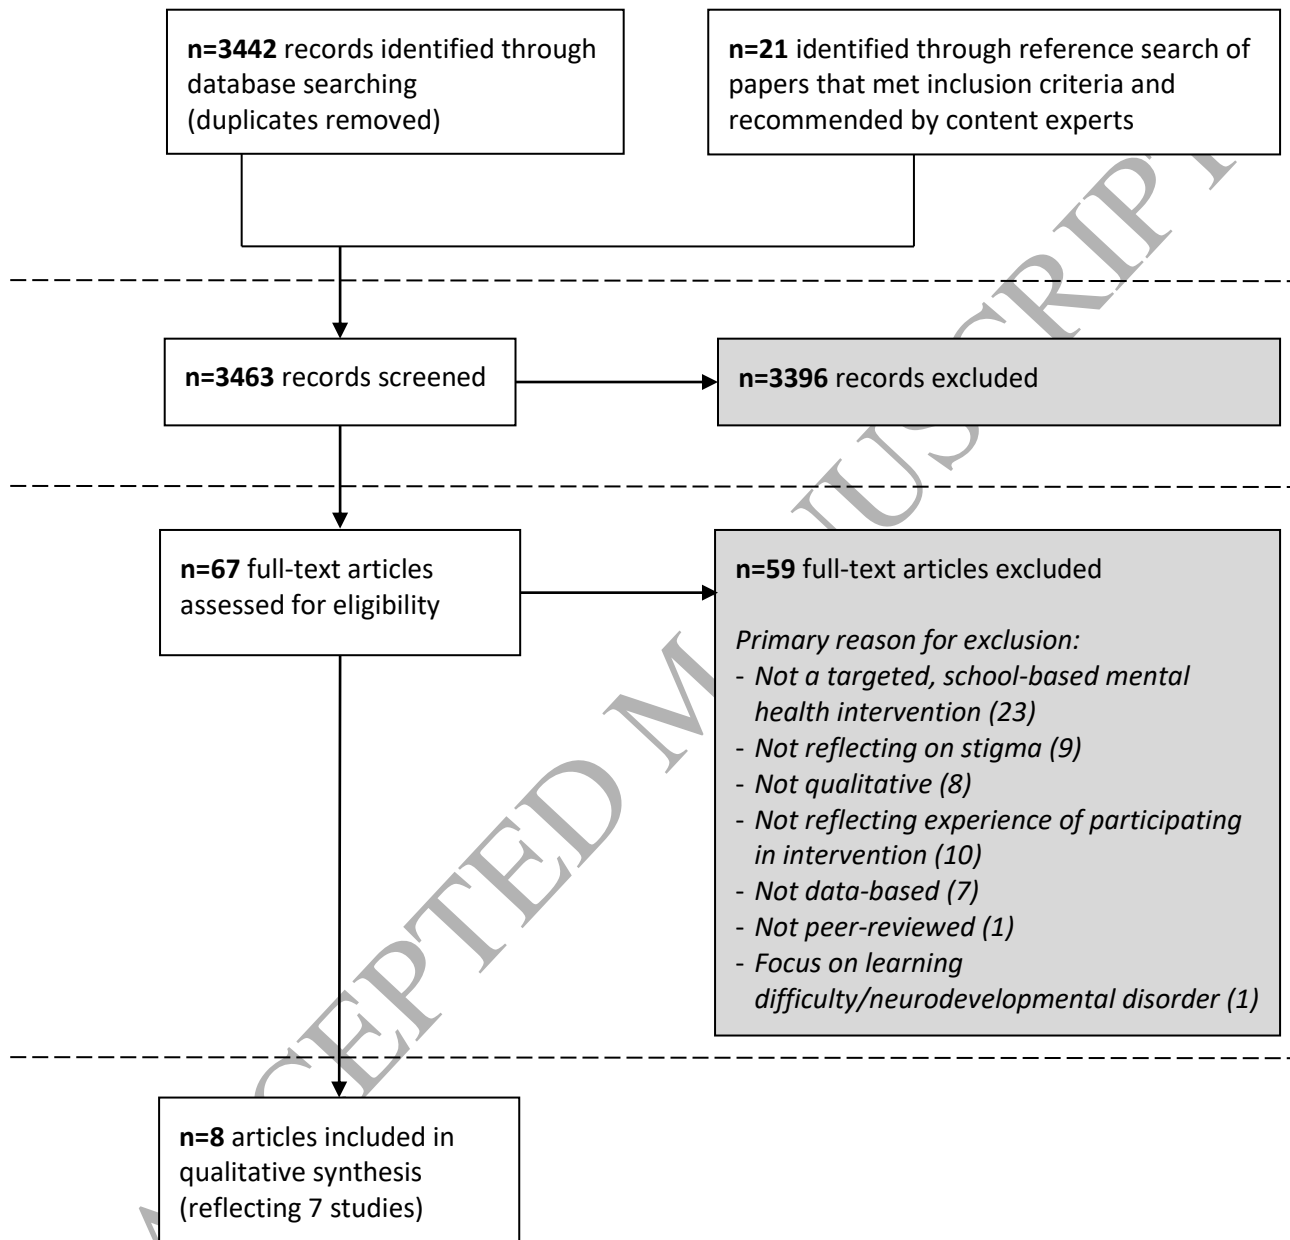 n=3442 records identified through
database searching
(duplicates removed)
n=21 identified through reference search of
papers that met inclusion criteria and
recommended by content experts
n=3463 records screened
n=3396 records excluded
n=67 full-text articles
assessed for eligibility
n=59 full-text articles excluded
Primary reason for exclusion:
- Not a targeted, school-based mental
health intervention (23)
- Not reflecting on stigma (9)
- Not qualitative (8)
- Not reflecting experience of participating
in intervention (10)
- Not data-based (7)
- Not peer-reviewed (1)
- Focus on learning
difficulty/neurodevelopmental disorder (1)
n=8 articles included in
qualitative synthesis
(reflecting 7 studies)